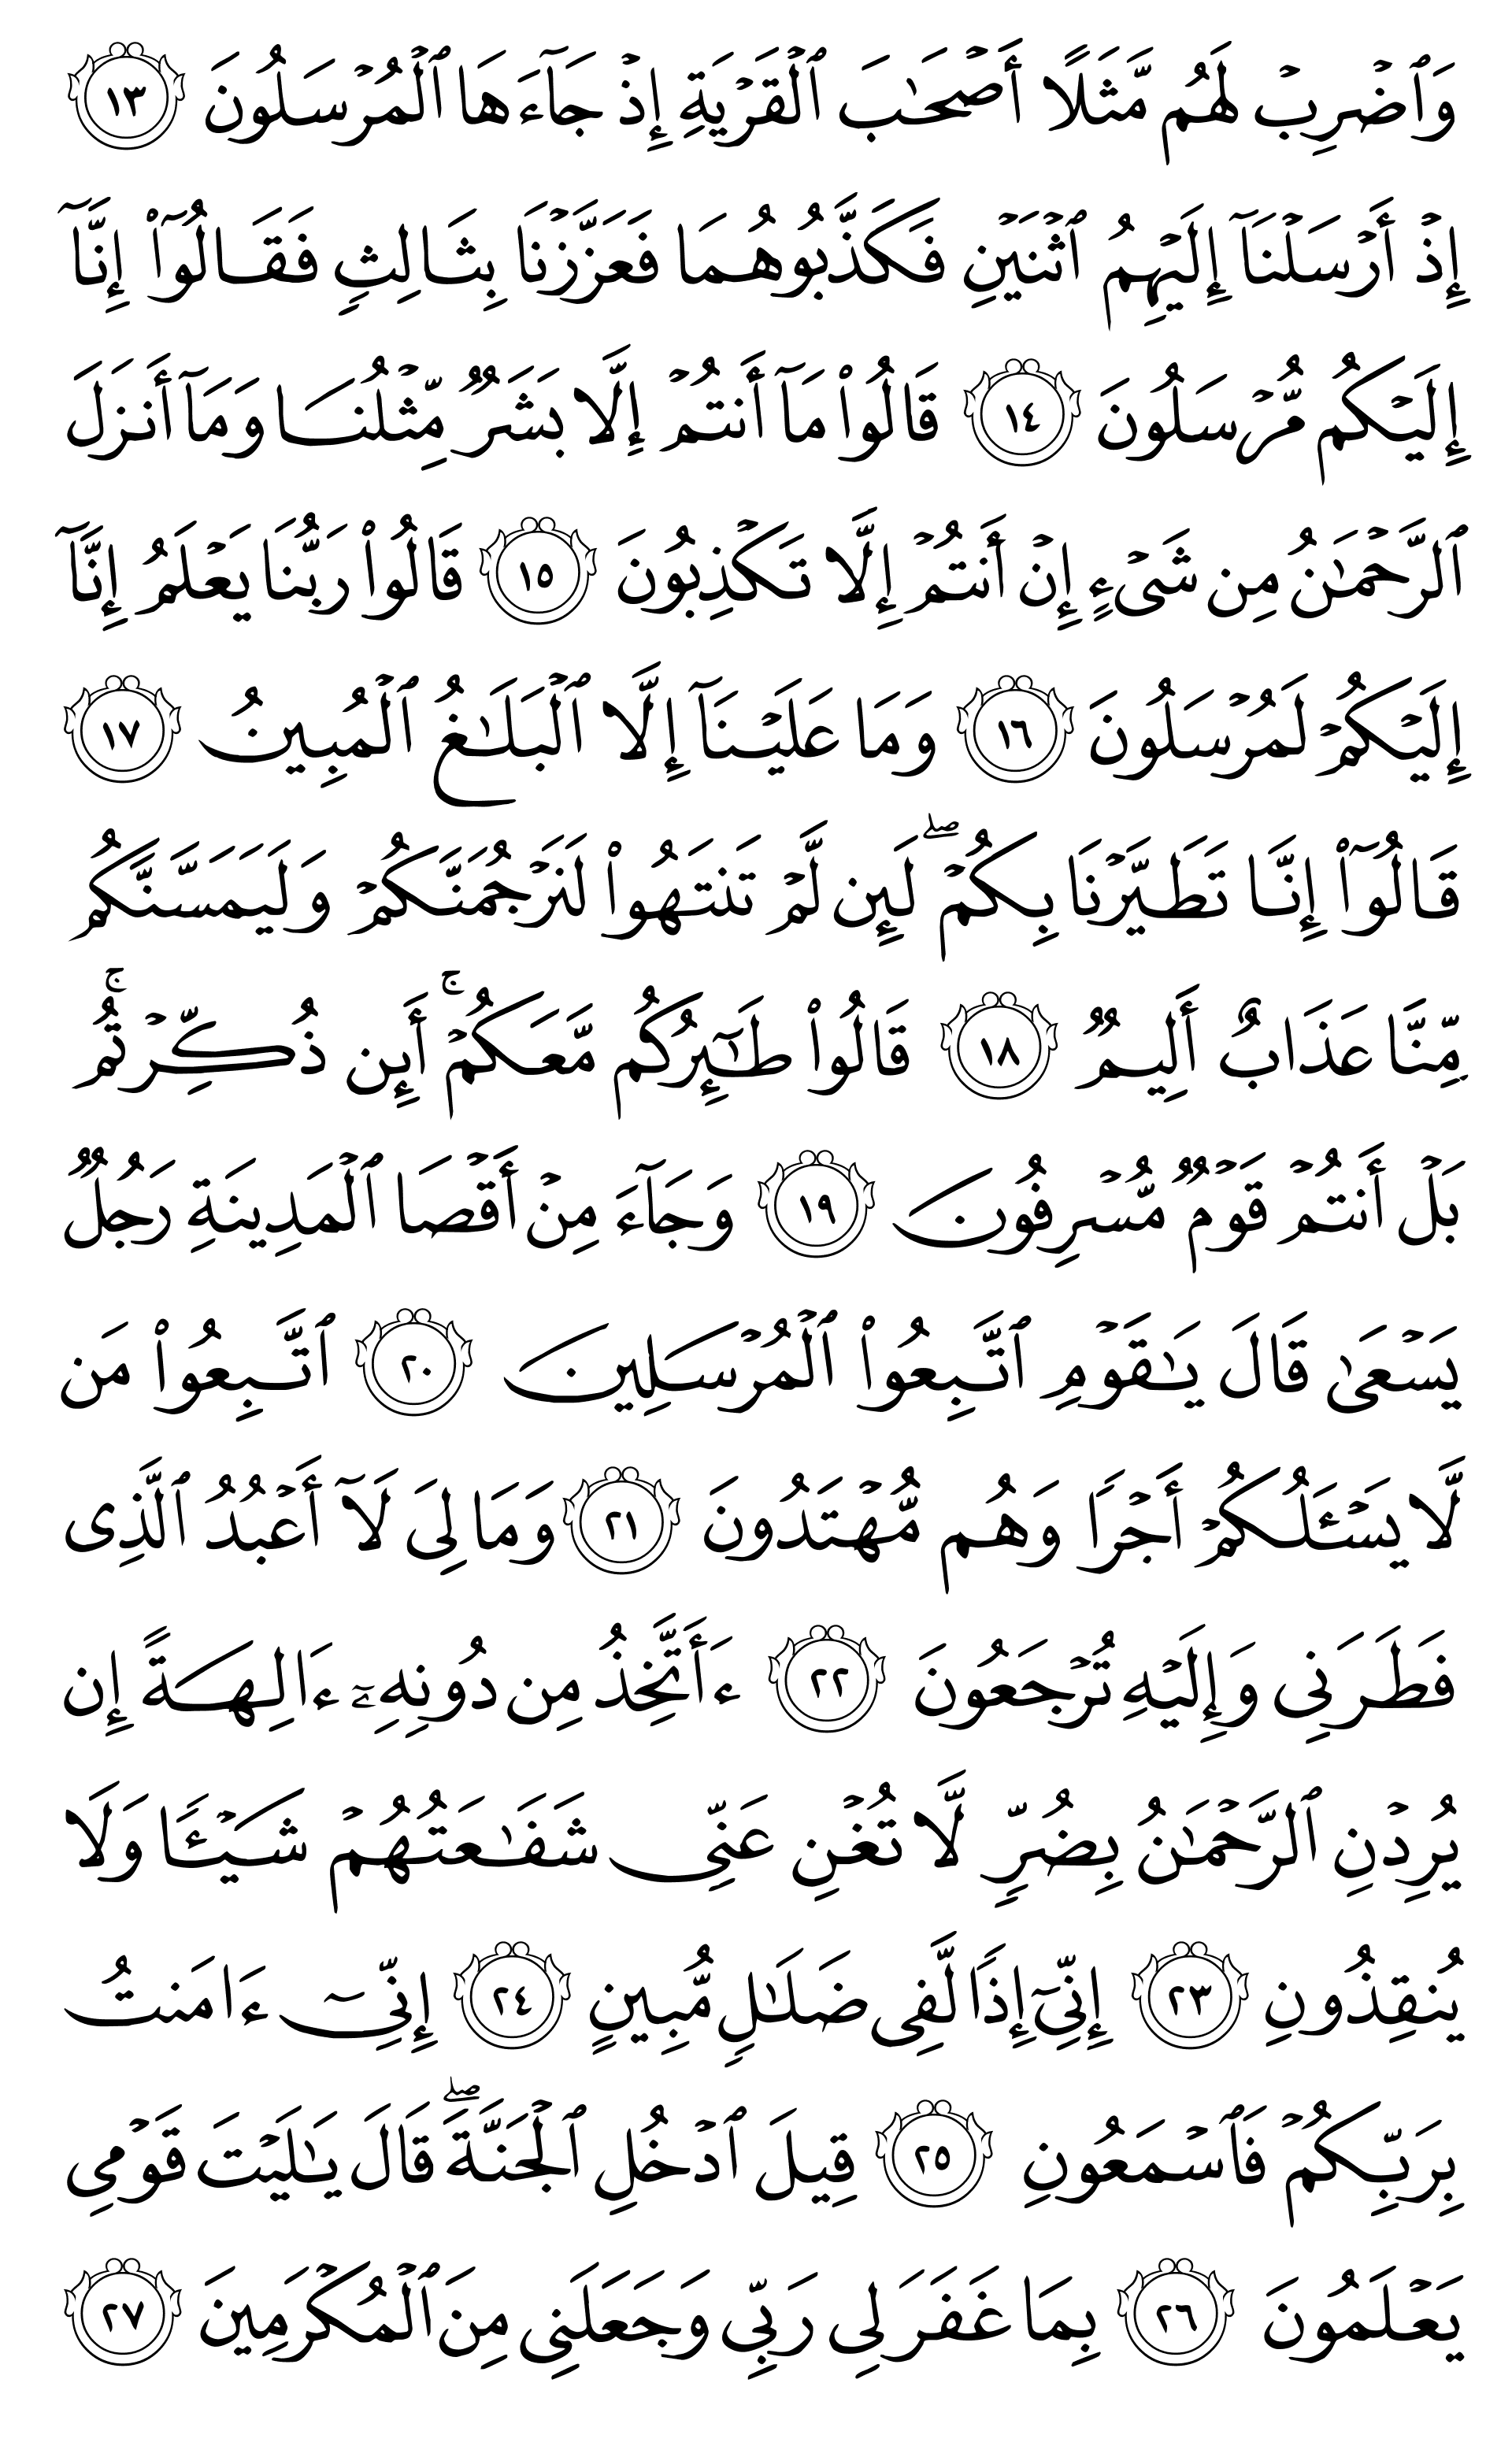 وَٱضۡرِبۡ لَهُم مَّثَلًا أَصۡحَٰبَ ٱلۡقَرۡيَةِ إِذۡ جَآءَهَا ٱلۡمُرۡسَلُونَ ١٣
إِذۡ أَرۡسَلۡنَآ إِلَيۡهِمُ ٱثۡنَيۡنِ فَكَذَّبُوهُمَا فَعَزَّزۡنَا بِثَالِثٖ فَقَالُوٓاْ إِنَّآ
إِلَيۡكُم مُّرۡسَلُونَ ١٤ قَالُواْ مَآ أَنتُمۡ إِلَّا بَشَرٞ مِّثۡلُنَا وَمَآ أَنزَلَ
ٱلرَّحۡمَٰنُ مِن شَيۡءٍ إِنۡ أَنتُمۡ إِلَّا تَكۡذِبُونَ ١٥ قَالُواْ رَبُّنَا يَعۡلَمُ إِنَّآ
إِلَيۡكُمۡ لَمُرۡسَلُونَ ١٦ وَمَا عَلَيۡنَآ إِلَّا ٱلۡبَلَٰغُ ٱلۡمُبِينُ ١٧
قَالُوٓاْ إِنَّا تَطَيَّرۡنَا بِكُمۡۖ لَئِن لَّمۡ تَنتَهُواْ لَنَرۡجُمَنَّكُمۡ وَلَيَمَسَّنَّكُم
مِّنَّا عَذَابٌ أَلِيمٞ ١٨ قَالُواْ طَٰٓئِرُكُم مَّعَكُمۡۚ أَئِن ذُكِّرۡتُمۚ
بَلۡ أَنتُمۡ قَوۡمٞ مُّسۡرِفُونَ ١٩ وَجَآءَ مِنۡ أَقۡصَا ٱلۡمَدِينَةِ رَجُلٞ
يَسۡعَىٰ قَالَ يَٰقَوۡمِ ٱتَّبِعُواْ ٱلۡمُرۡسَلِينَ ٢٠ ٱتَّبِعُواْ مَن
لَّا يَسۡـَٔلُكُمۡ أَجۡرٗا وَهُم مُّهۡتَدُونَ ٢١ وَمَا لِيَ لَآ أَعۡبُدُ ٱلَّذِي
فَطَرَنِي وَإِلَيۡهِ تُرۡجَعُونَ ٢٢ ءَأَتَّخِذُ مِن دُونِهِۦٓ ءَالِهَةً إِن
يُرِدۡنِ ٱلرَّحۡمَٰنُ بِضُرّٖ لَّا تُغۡنِ عَنِّي شَفَٰعَتُهُمۡ شَيۡـٔٗا وَلَا
يُنقِذُونِ ٢٣ إِنِّيٓ إِذٗا لَّفِي ضَلَٰلٖ مُّبِينٍ ٢٤ إِنِّيٓ ءَامَنتُ
بِرَبِّكُمۡ فَٱسۡمَعُونِ ٢٥ قِيلَ ٱدۡخُلِ ٱلۡجَنَّةَۖ قَالَ يَٰلَيۡتَ قَوۡمِي
يَعۡلَمُونَ ٢٦ بِمَا غَفَرَ لِي رَبِّي وَجَعَلَنِي مِنَ ٱلۡمُكۡرَمِينَ ٢٧